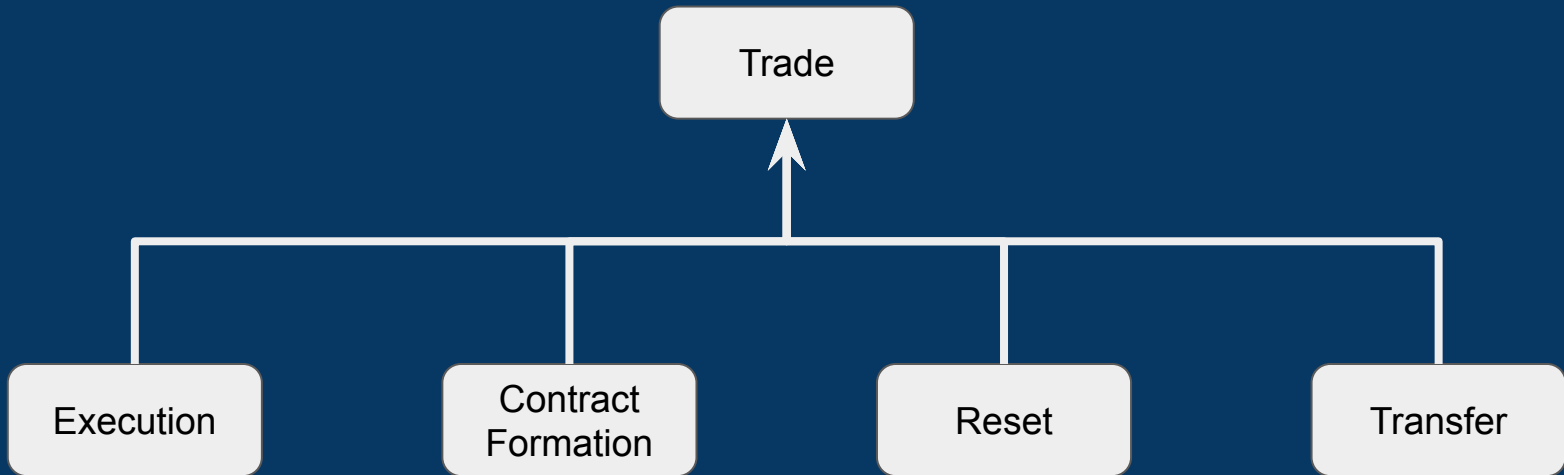 Trade
Execution
Contract
Formation
Reset
Transfer